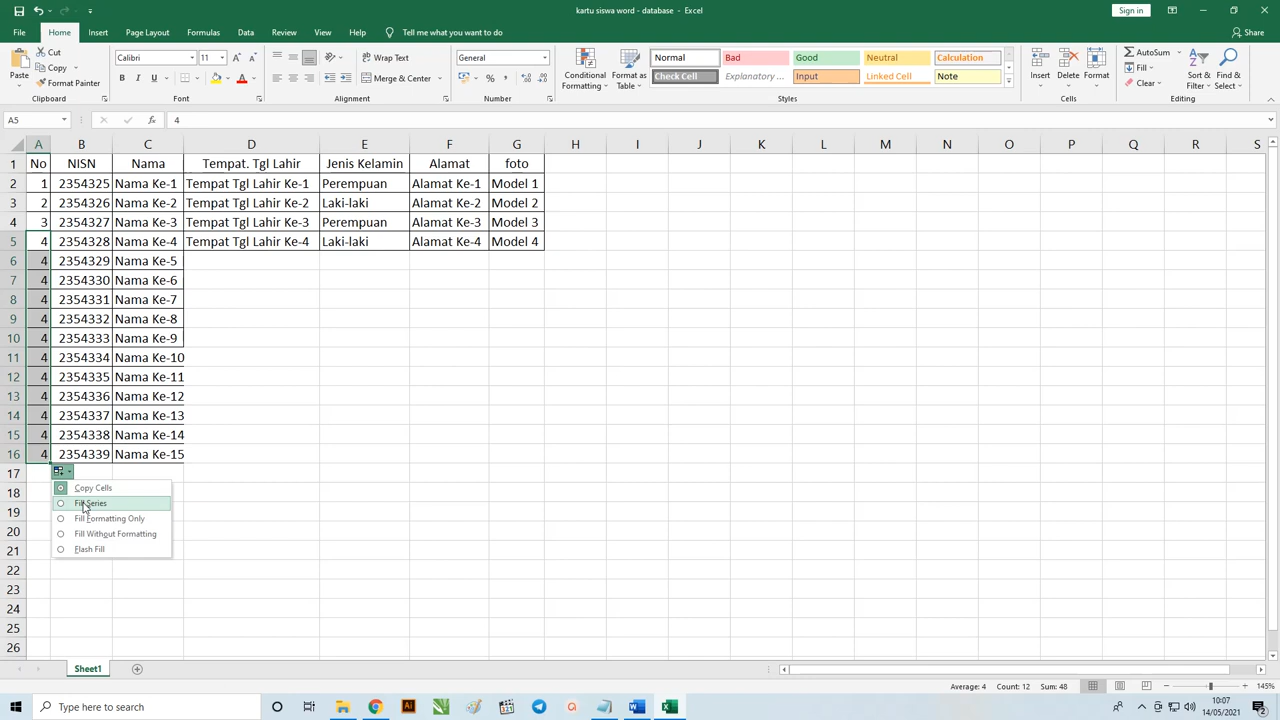 kartu siswa word - database - Excel
Sign in
File Home Insert Page Layout Formulas Data Review View Help Tell me what you want to do Share
Paste Cut Copy Format Painter Clipboard
Calibri 11 B I U A A A Font
Wrap Text Merge & Center Alignment
General % Number
Conditional Formatting Format as Table
Normal Bad Good Neutral Calculation
Check Cell Explanatory ... Input Linked Cell Note
Styles
Insert Delete Format Cells
AutoSum Fill Clear Sort & Filter Find & Select Editing
A5 fx 4
A B C D E F G H I J K L M N O P Q R S
1 No NISN Nama Tempat. Tgl Lahir Jenis Kelamin Alamat foto
2 1 2354325 Nama Ke-1 Tempat Tgl Lahir Ke-1 Perempuan Alamat Ke-1 Model 1
3 2 2354326 Nama Ke-2 Tempat Tgl Lahir Ke-2 Laki-laki Alamat Ke-2 Model 2
4 3 2354327 Nama Ke-3 Tempat Tgl Lahir Ke-3 Perempuan Alamat Ke-3 Model 3
5 4 2354328 Nama Ke-4 Tempat Tgl Lahir Ke-4 Laki-laki Alamat Ke-4 Model 4
6 4 2354329 Nama Ke-5
7 4 2354330 Nama Ke-6
8 4 2354331 Nama Ke-7
9 4 2354332 Nama Ke-8
10 4 2354333 Nama Ke-9
11 4 2354334 Nama Ke-10
12 4 2354335 Nama Ke-11
13 4 2354336 Nama Ke-12
14 4 2354337 Nama Ke-13
15 4 2354338 Nama Ke-14
16 4 2354339 Nama Ke-15
17
18 Copy Cells
19 Fill Series
20 Fill Formatting Only
21 Fill Without Formatting
Flash Fill
22
23
24
25
26
Sheet1
Average: 4 Count: 12 Sum: 48 145%
Type here to search
10:07
14/05/2021
2